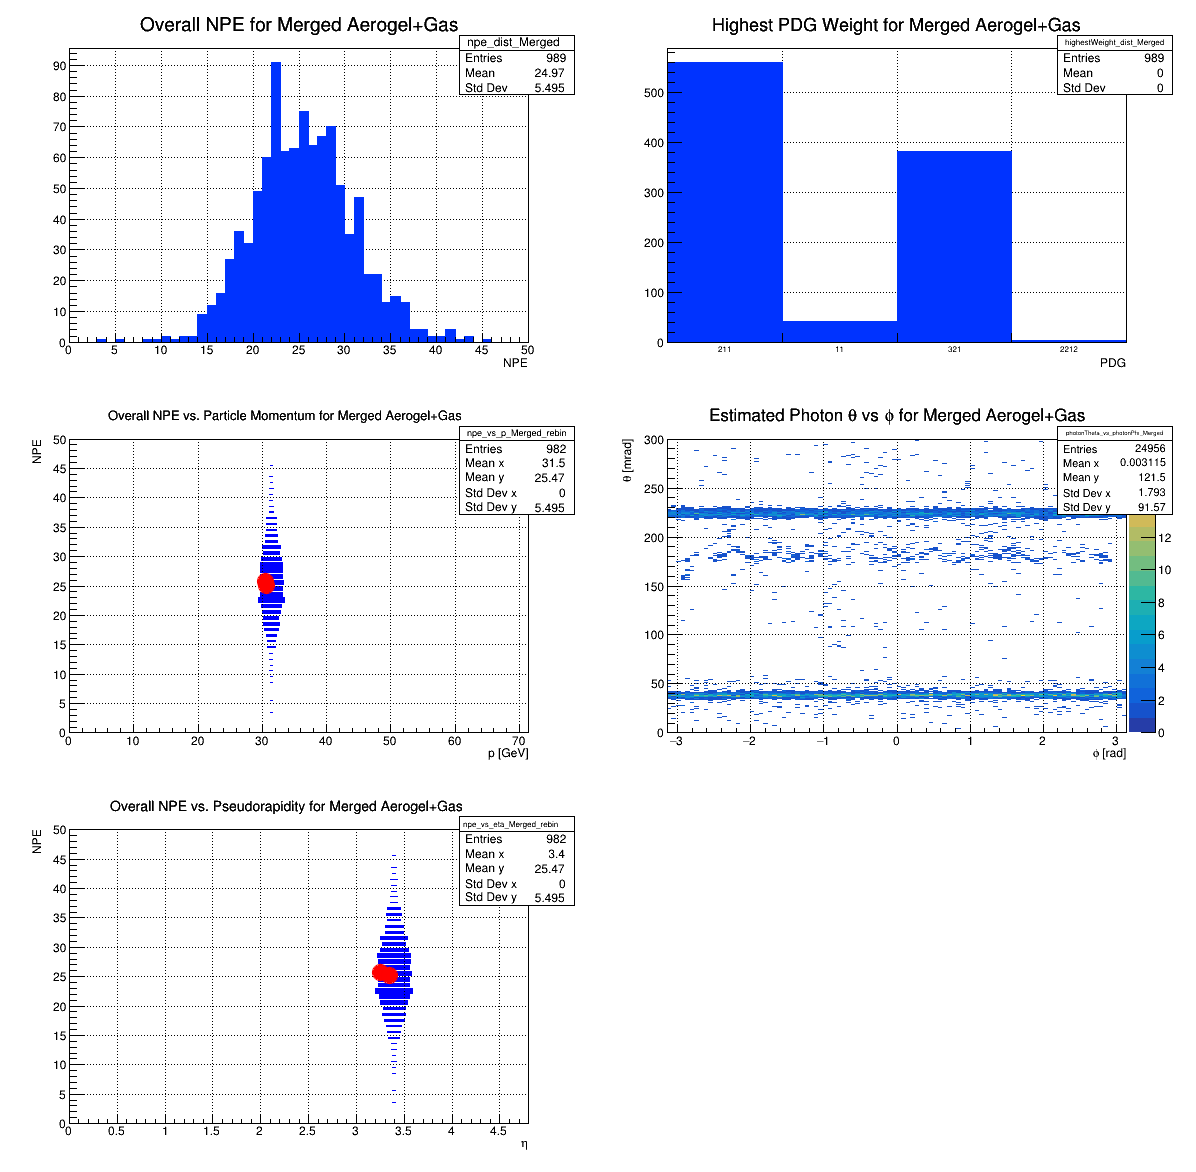 Overall NPE for Merged Aerogel+Gas
npe_dist_Merged
Entries 989
Mean 24.97
Std Dev 5.495
90
80
70
60
50
40
30
20
10
0
0 5 10 15 20 25 30 35 40 45 50
NPE
Highest PDG Weight for Merged Aerogel+Gas
highestWeight_dist_Merged
Entries 989
Mean 0
Std Dev 0
500
400
300
200
100
0
211 11 321 2212
PDG
Overall NPE vs. Particle Momentum for Merged Aerogel+Gas
NPE
npe_vs_p_Merged_rebin
Entries 982
Mean x 31.5
Mean y 25.47
Std Dev x 0
Std Dev y 5.495
50
45
40
35
30
25
20
15
10
5
0
0 10 20 30 40 50 60 70
p [GeV]
Estimated Photon θ vs ϕ for Merged Aerogel+Gas
θ [mrad]
photonTheta_vs_photonPhi_Merged
Entries 24956
Mean x 0.003115
Mean y 121.5
Std Dev x 1.793
Std Dev y 91.57
300
250
200
150
100
50
0
−3 −2 −1 0 1 2 3
ϕ [rad]
12
10
8
6
4
2
0
Overall NPE vs. Pseudorapidity for Merged Aerogel+Gas
NPE
npe_vs_eta_Merged_rebin
Entries 982
Mean x 3.4
Mean y 25.47
Std Dev x 0
Std Dev y 5.495
50
45
40
35
30
25
20
15
10
5
0
0 0.5 1 1.5 2 2.5 3 3.5 4 4.5
η